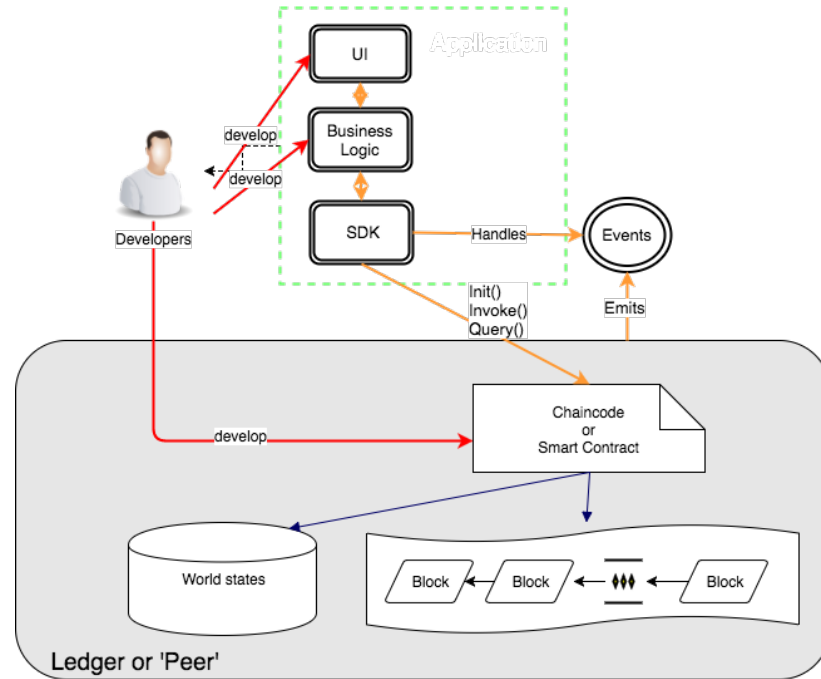 Application
UI
develop
Business
Logic
develop
Developers
SDK
Handles
Events
Init()
Invoke()
Query()
Emits
Chaincode
or
Smart Contract
develop
World states
Block
Block
Block
Ledger or 'Peer'